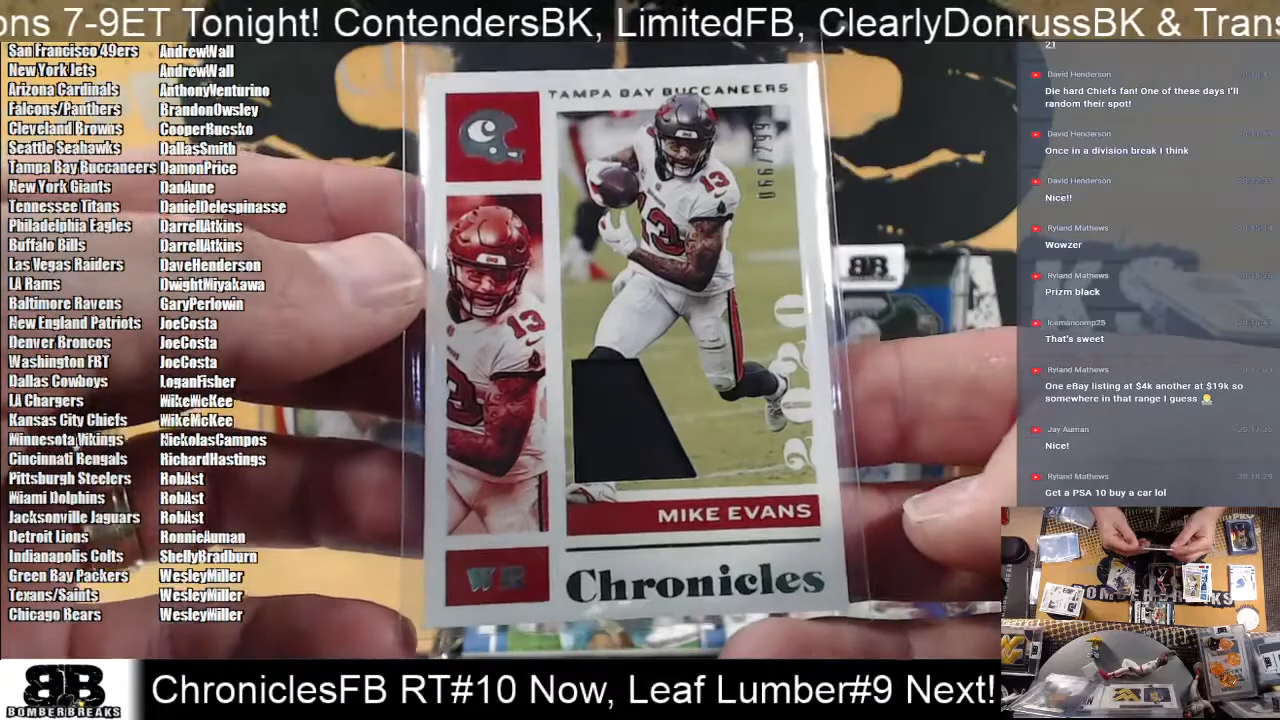 ons 7-9ET Tonight! ContendersBK, LimitedFB, ClearlyDonrussBK & Trans
San Francisco 49ers AndrewWall
New York Jets AndrewWall
Arizona Cardinals AnthonyVenturino
Falcons/Panthers BrandonOwsley
Cleveland Browns CooperBucsko
Seattle Seahawks DallasSmith
Tampa Bay Buccaneers DamonPrice
New York Giants DanAune
Tennessee Titans DanielDelespinasse
Philadelphia Eagles DarrellAtkins
Buffalo Bills DarrellAtkins
Las Vegas Raiders DaveHenderson
LA Rams DwightMiyakawa
Baltimore Ravens GaryPerlowin
New England Patriots JoeCosta
Denver Broncos JoeCosta
Washington FBT JoeCosta
Dallas Cowboys LoganFisher
LA Chargers MikeMcKee
Kansas City Chiefs MikeMcKee
Minnesota Vikings NickolasCampos
Cincinnati Bengals RichardHastings
Pittsburgh Steelers RobAst
Miami Dolphins RobAst
Jacksonville Jaguars RobAst
Detroit Lions RonnieAuman
Indianapolis Colts ShellyBradburn
Green Bay Packers WesleyMiller
Texans/Saints WesleyMiller
Chicago Bears WesleyMiller
TAMPA BAY BUCCANEERS
066/299
13
13
13
2020
MIKE EVANS
WR
Chronicles
BB
21
David Henderson
Die hard Chiefs fan! One of these days I'll
random their spot!
David Henderson
Once in a division break I think
David Henderson
Nice!!
Ryland Mathews
Wowzer
Ryland Mathews
Prizm black
Icemancomp25
That's sweet
Ryland Mathews
One eBay listing at $4k another at $19k so
somewhere in that range I guess
Jay Auman
Nice!
Ryland Mathews
Get a PSA 10 buy a car lol
BB
BOMBERBREAKS
ChroniclesFB RT#10 Now, Leaf Lumber#9 Next!